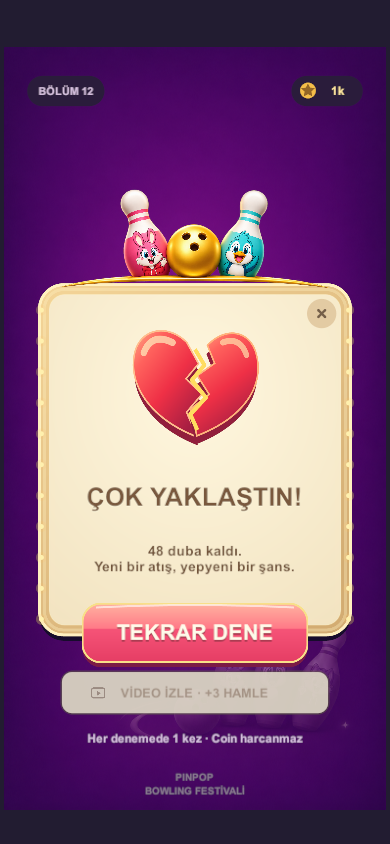 BÖLÜM 12
1k
ÇOK YAKLAŞTIN!
48 duba kaldı.
Yeni bir atış, yepyeni bir şans.
TEKRAR DENE
VİDEO İZLE · +3 HAMLE
Her denemede 1 kez · Coin harcanmaz
PINPOP
BOWLING FESTİVALİ